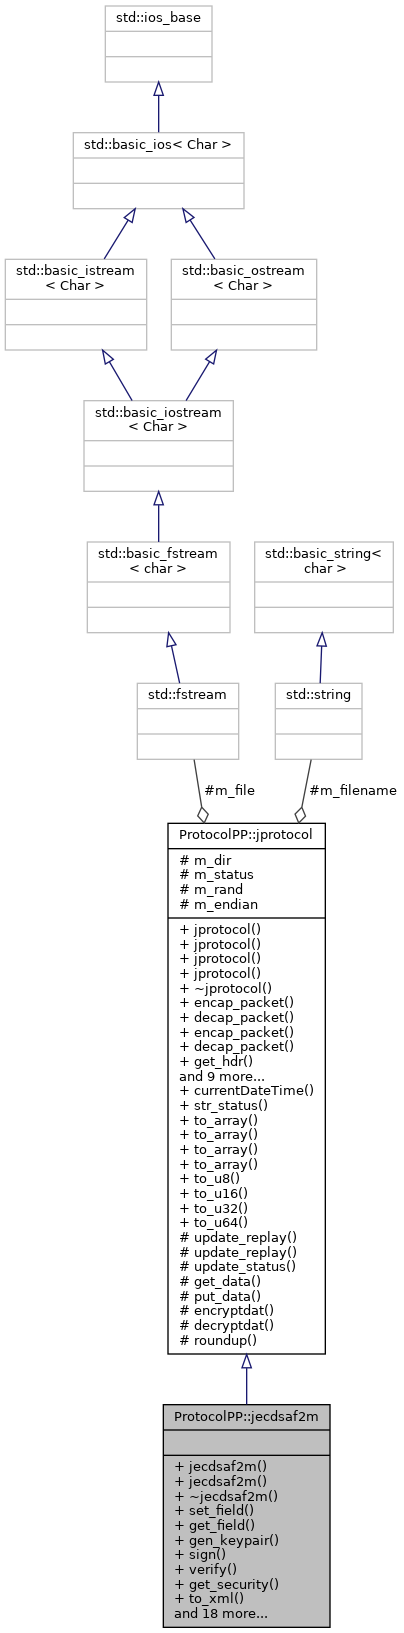 std::ios_base
std::basic_ios< Char >
std::basic_istream
< Char >
std::basic_ostream
< Char >
std::basic_iostream
< Char >
std::basic_fstream
< char >
std::basic_string<
char >
std::fstream
std::string
#m_file
#m_filename
ProtocolPP::jprotocol
# m_dir
# m_status
# m_rand
# m_endian
+ jprotocol()
+ jprotocol()
+ jprotocol()
+ jprotocol()
+ ~jprotocol()
+ encap_packet()
+ decap_packet()
+ encap_packet()
+ decap_packet()
+ get_hdr()
and 9 more...
+ currentDateTime()
+ str_status()
+ to_array()
+ to_array()
+ to_array()
+ to_array()
+ to_u8()
+ to_u16()
+ to_u32()
+ to_u64()
# update_replay()
# update_replay()
# update_status()
# get_data()
# put_data()
# encryptdat()
# decryptdat()
# roundup()
ProtocolPP::jecdsaf2m
+ jecdsaf2m()
+ jecdsaf2m()
+ ~jecdsaf2m()
+ set_field()
+ get_field()
+ gen_keypair()
+ sign()
+ verify()
+ get_security()
+ to_xml()
and 18 more...